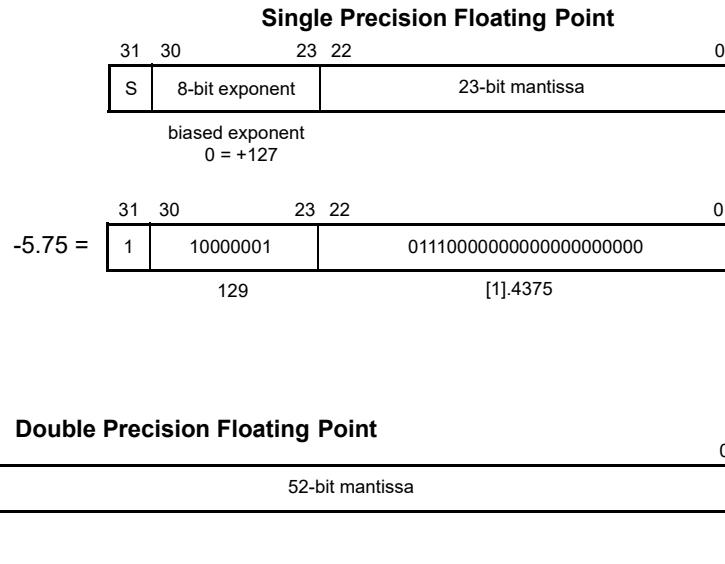 Single Precision Floating Point
31 30 23 22 0
S 8-bit exponent 23-bit mantissa
biased exponent
0 = +127
31 30 23 22 0
-5.75 = 1 10000001 01110000000000000000000
129 [1].4375
Double Precision Floating Point
0
52-bit mantissa